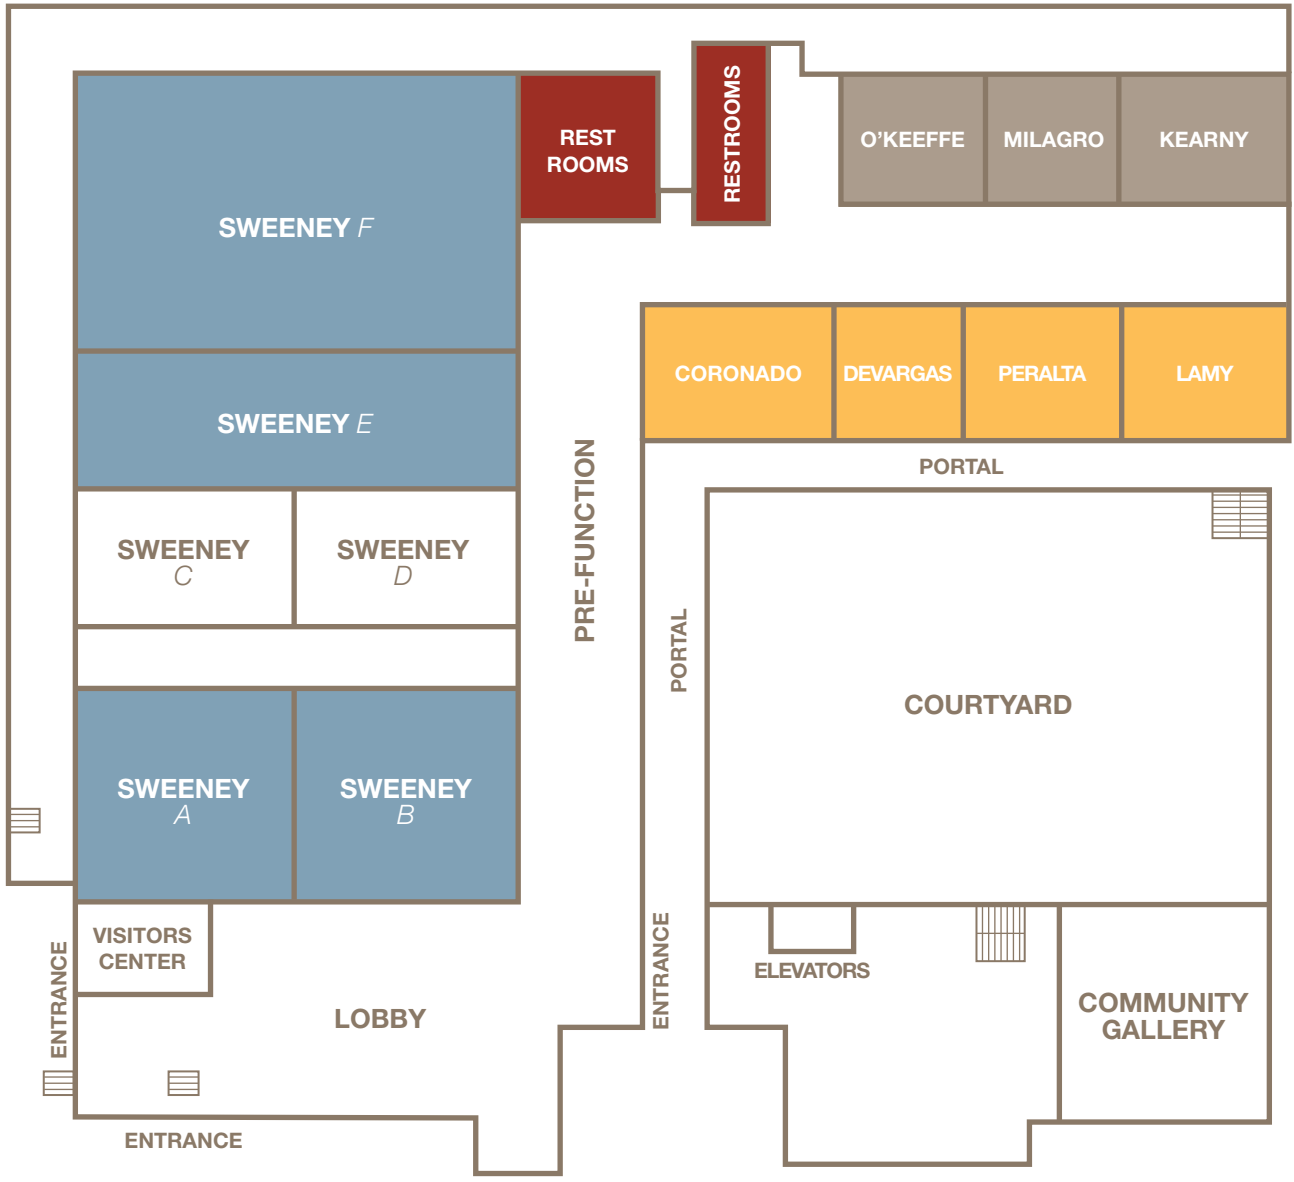 REST
ROOMS
RESTROOMS
O'KEEFFE
MILAGRO
KEARNY
SWEENEY F
CORONADO
DEVARGAS
PERALTA
LAMY
SWEENEY E
PORTAL
PRE-FUNCTION
SWEENEY
C
SWEENEY
D
PORTAL
COURTYARD
SWEENEY
A
SWEENEY
B
VISITORS
CENTER
ENTRANCE
LOBBY
ENTRANCE
ELEVATORS
COMMUNITY
GALLERY
ENTRANCE